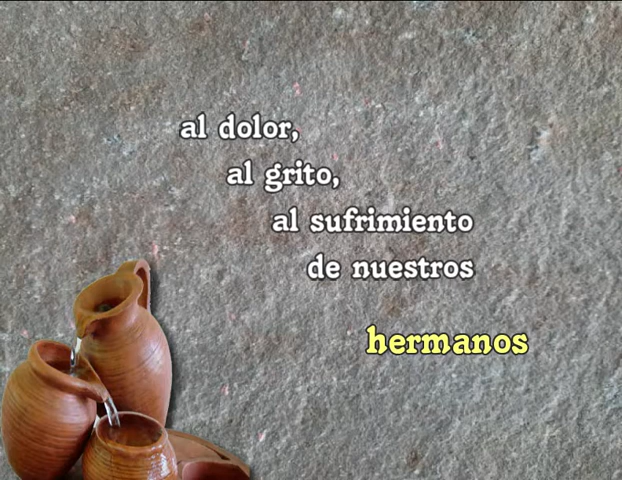 al dolor,
al grito,
al sufrimiento
de nuestros
hermanos